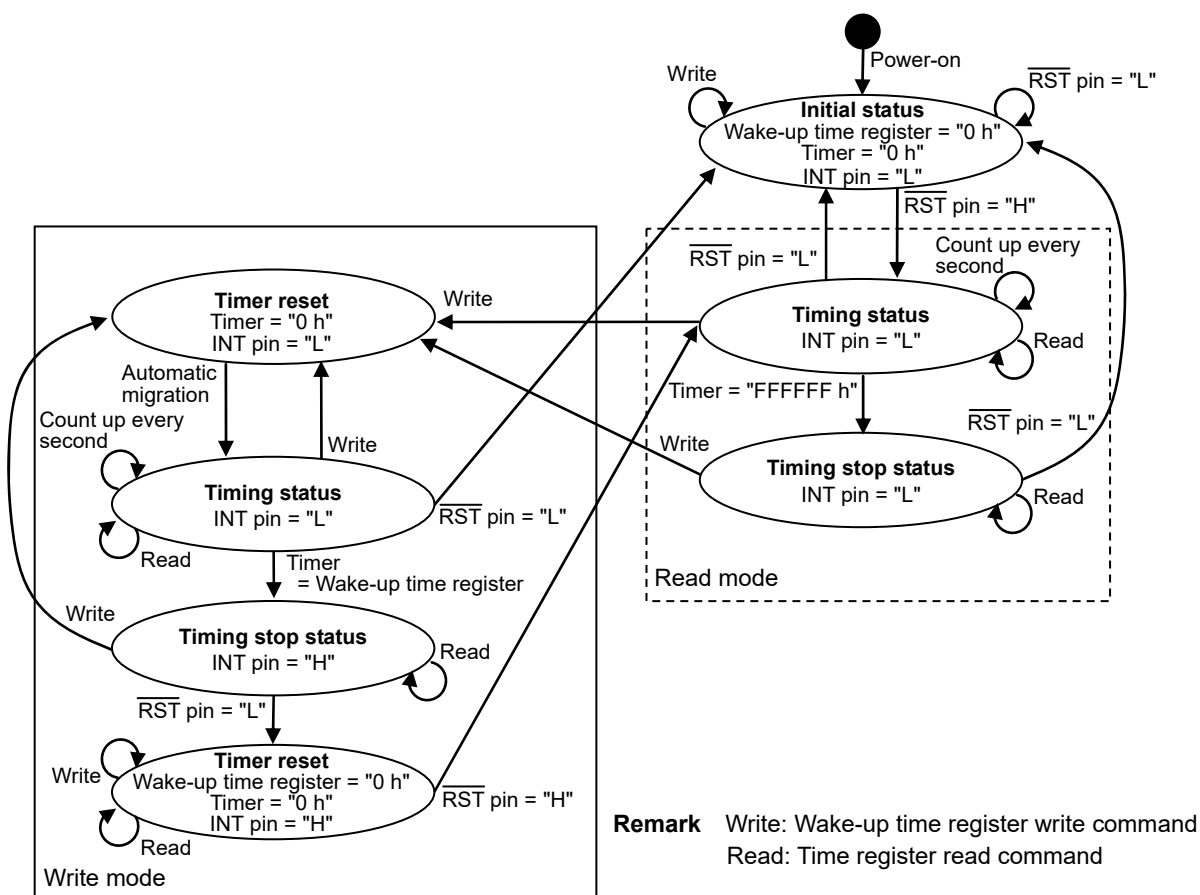 Power-on
Write
RST pin = "L"
Initial status
Wake-up time register = "0 h"
Timer = "0 h"
INT pin = "L"
RST pin = "H"
RST pin = "L"
Count up every
second
Timing status
INT pin = "L"
Read
Timer = "FFFFFF h"
RST pin = "L"
Timing stop status
INT pin = "L"
Read
Read mode
Write
Write
Timer reset
Timer = "0 h"
INT pin = "L"
Automatic
migration
Count up every
second
Write
Timing status
INT pin = "L"
RST pin = "L"
Read
Timer
= Wake-up time register
Write
Timing stop status
INT pin = "H"
Read
RST pin = "L"
Timer reset
Wake-up time register = "0 h"
Timer = "0 h"
INT pin = "H"
Write
Read
RST pin = "H"
Write mode
Remark Write: Wake-up time register write command
Read: Time register read command